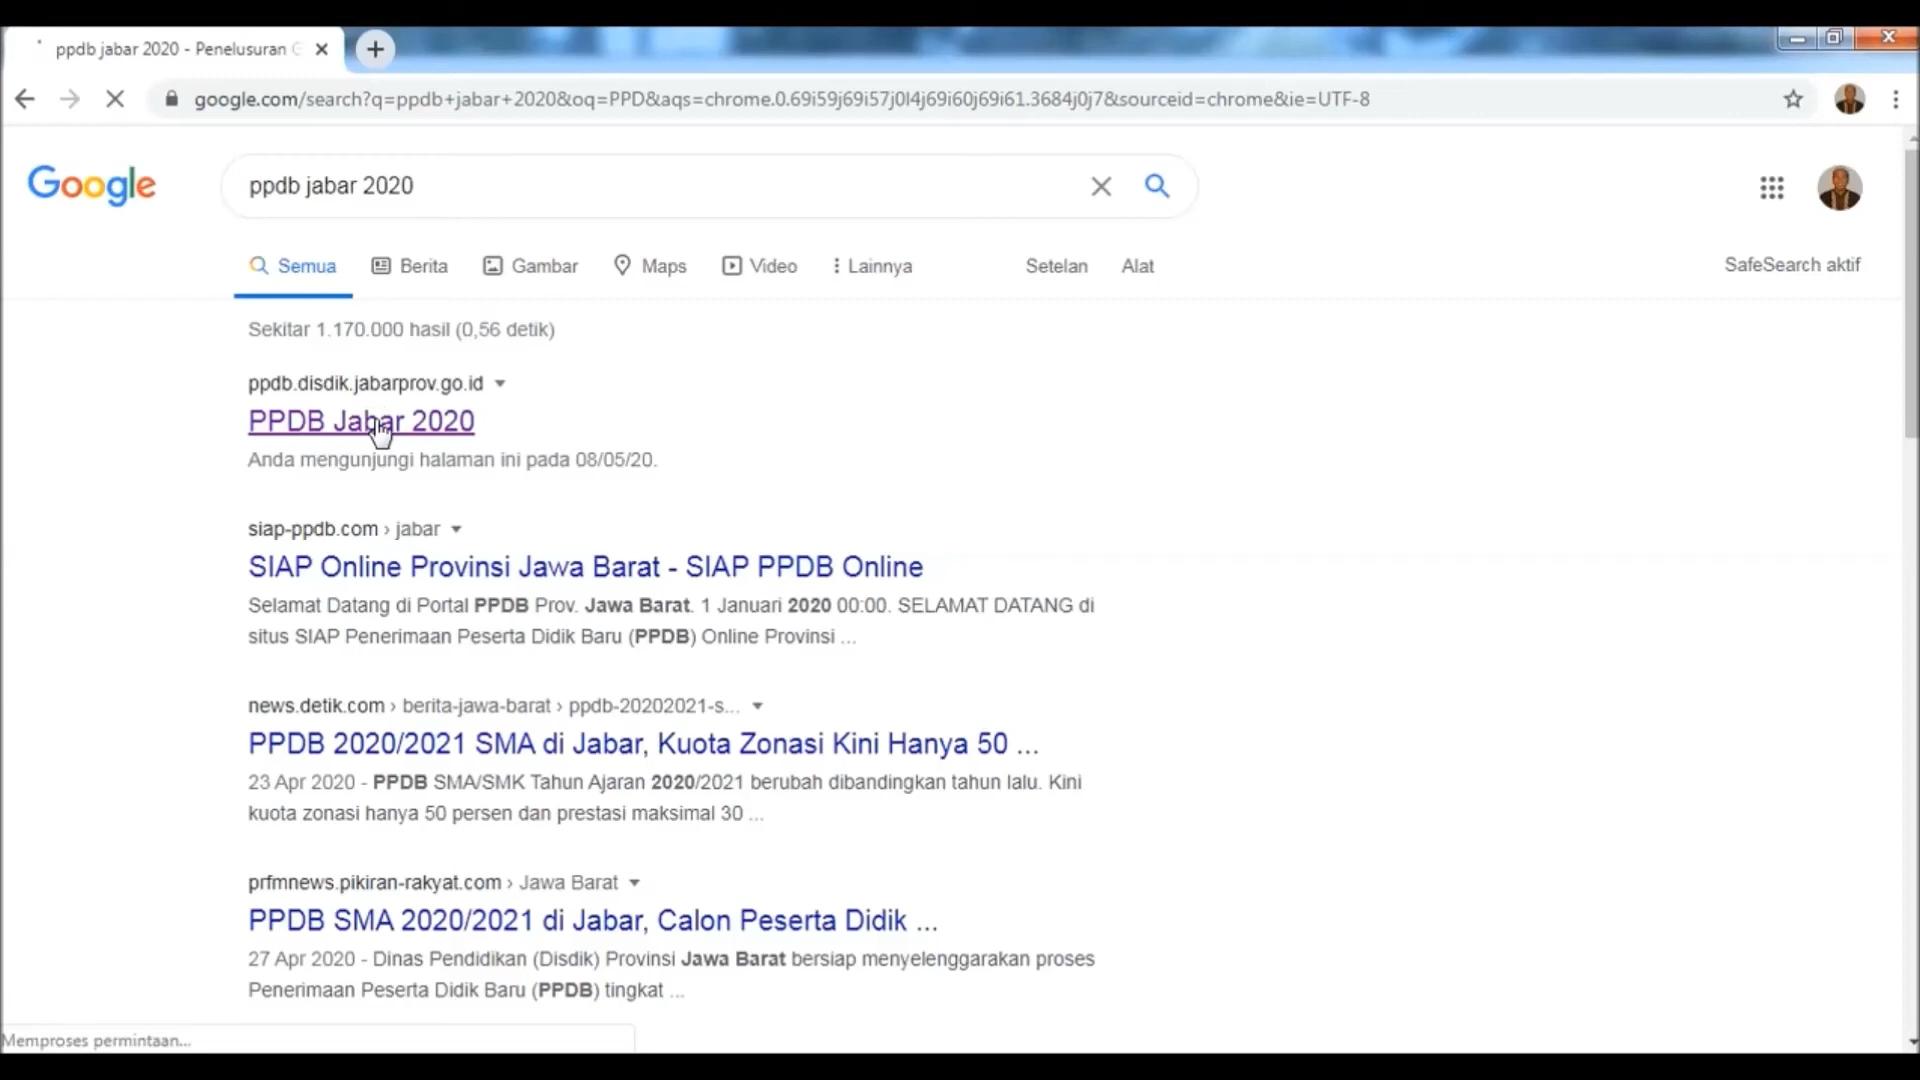 ppdb jabar 2020 - Penelusuran G
google.com/search?q=ppdb+jabar+2020&oq=PPD&aqs=chrome.0.69i59j69i57j0l4j69i60j69i61.3684j0j7&sourceid=chrome&ie=UTF-8
Google
ppdb jabar 2020
Semua
Berita
Gambar
Maps
Video
Lainnya
Setelan
Alat
SafeSearch aktif
Sekitar 1.170.000 hasil (0,56 detik)
ppdb.disdik.jabarprov.go.id
PPDB Jabar 2020
Anda mengunjungi halaman ini pada 08/05/20.
siap-ppdb.com › jabar
SIAP Online Provinsi Jawa Barat - SIAP PPDB Online
Selamat Datang di Portal PPDB Prov. Jawa Barat. 1 Januari 2020 00:00. SELAMAT DATANG di
situs SIAP Penerimaan Peserta Didik Baru (PPDB) Online Provinsi ...
news.detik.com › berita-jawa-barat › ppdb-20202021-s...
PPDB 2020/2021 SMA di Jabar, Kuota Zonasi Kini Hanya 50 ...
23 Apr 2020 - PPDB SMA/SMK Tahun Ajaran 2020/2021 berubah dibandingkan tahun lalu. Kini
kuota zonasi hanya 50 persen dan prestasi maksimal 30 ...
prfmnews.pikiran-rakyat.com › Jawa Barat
PPDB SMA 2020/2021 di Jabar, Calon Peserta Didik ...
27 Apr 2020 - Dinas Pendidikan (Disdik) Provinsi Jawa Barat bersiap menyelenggarakan proses
Penerimaan Peserta Didik Baru (PPDB) tingkat ...
Memproses permintaan...